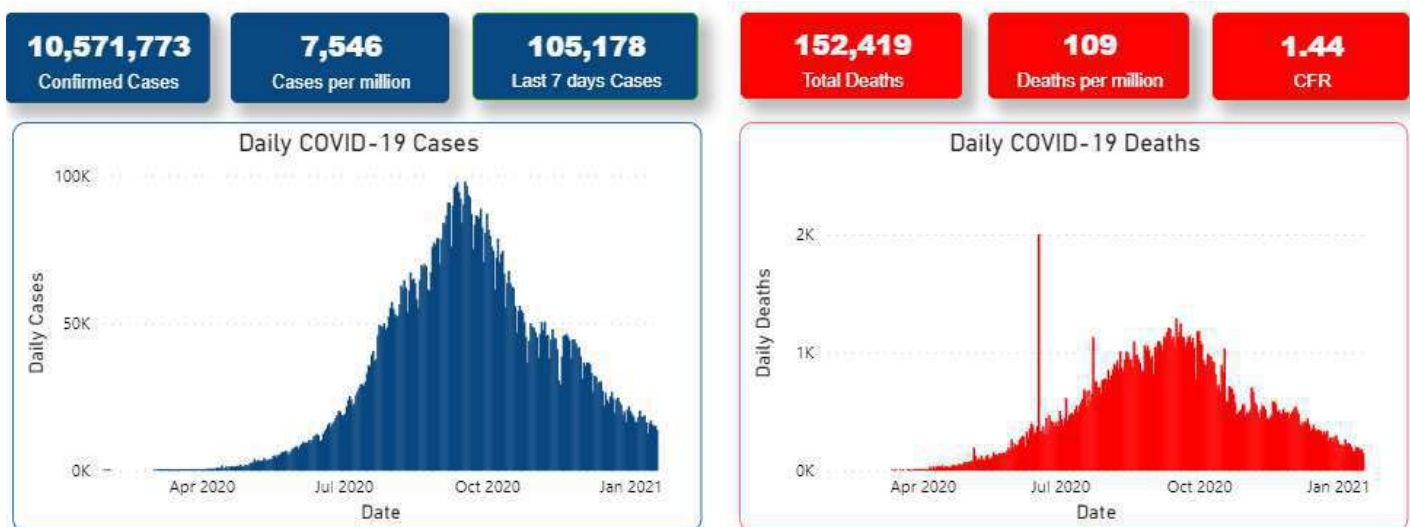 10,571,773
Confirmed Cases
7,546
Cases per million
105,178
Last 7 days Cases
152,419
Total Deaths
109
Deaths per million
1.44
CFR
Daily COVID-19 Cases
100K
50K
0K
Daily Cases
Apr 2020 Jul 2020 Oct 2020 Jan 2021
Date
Daily COVID-19 Deaths
2K
1K
0K
Daily Deaths
Apr 2020 Jul 2020 Oct 2020 Jan 2021
Date